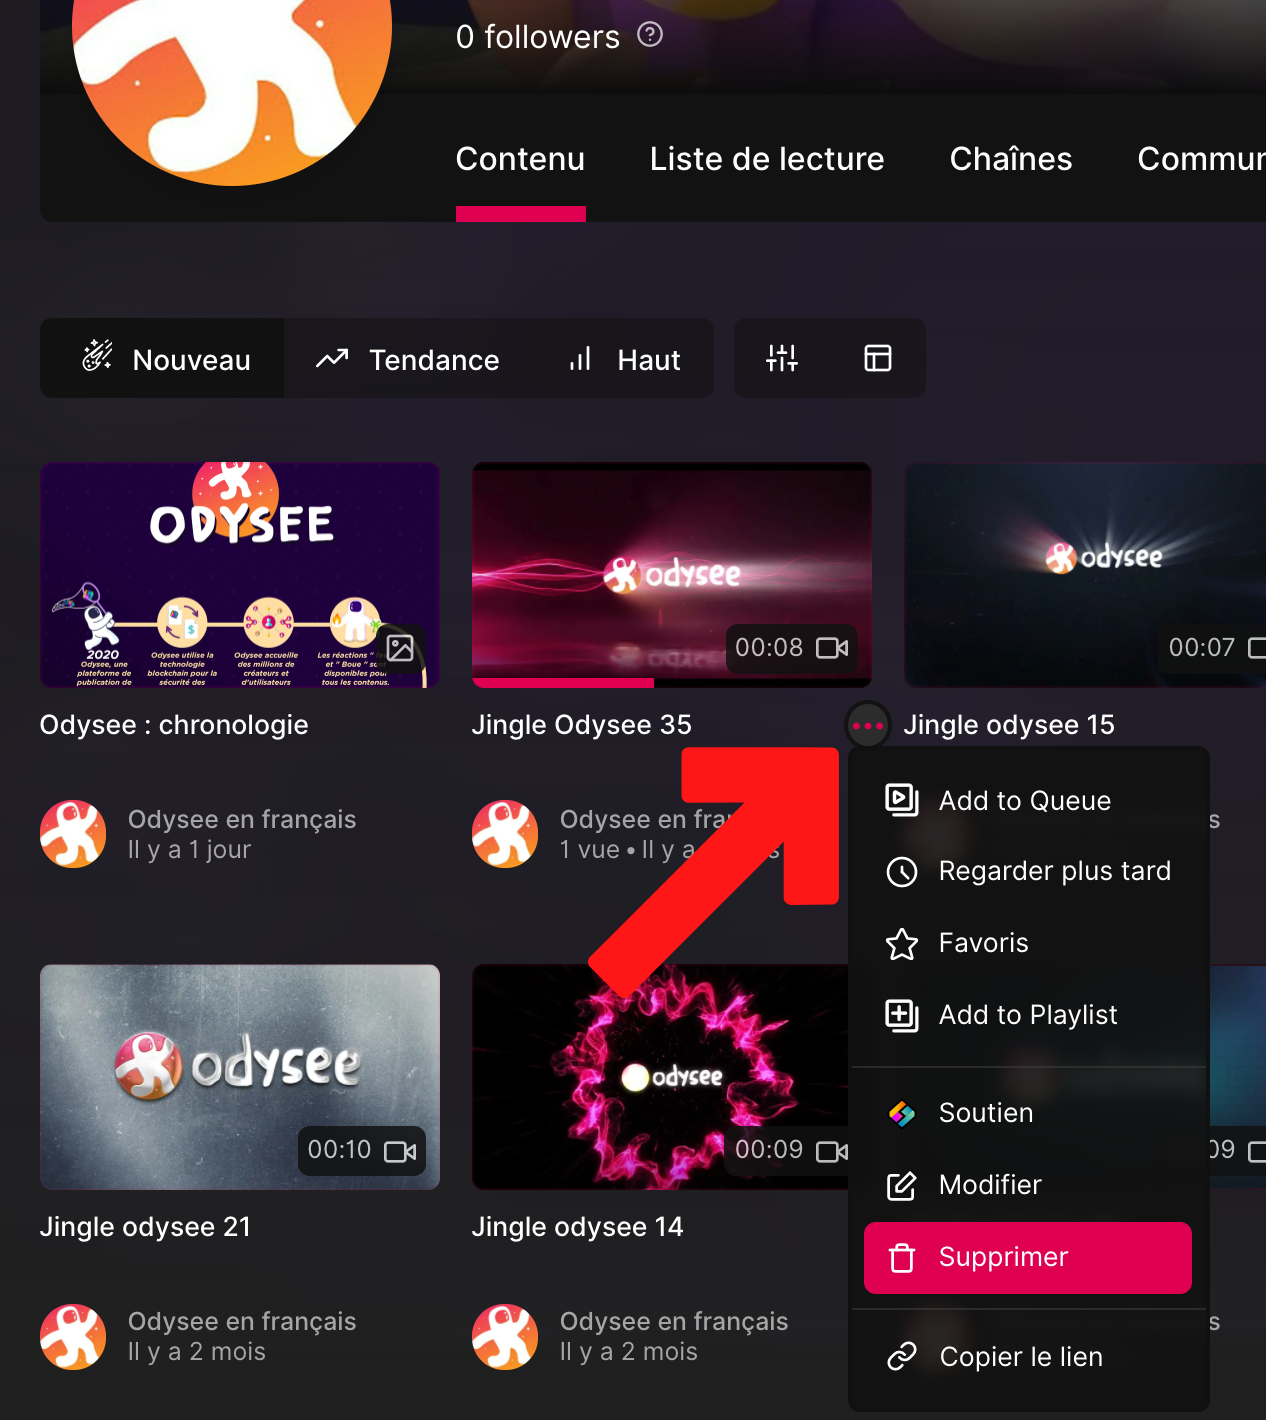 0 followers
Contenu
Liste de lecture
Chaînes
Commun
Nouveau
Tendance
Haut
ODYSEE
2020
Odysee, une
plateforme de
publication de
Odysee utilise la
technologie
blockchain pour la
sécurité des
Odysee accueille
des millions de
créateurs et
d'utilisateurs
Les réactions "
et " Boue "
disponibles pour
tous les contenus.
odysee
00:08
odysee
00:07
Odysee : chronologie
Jingle Odysee 35
Jingle odysee 15
Odysee en français
Il y a 1 jour
Odysee en fra
1 vue • Il y a
s
s
Add to Queue
Regarder plus tard
Favoris
Add to Playlist
Soutien
Modifier
Supprimer
Copier le lien
odysee
00:10
odysee
00:09
09
Jingle odysee 21
Jingle odysee 14
Odysee en français
Il y a 2 mois
Odysee en français
Il y a 2 mois
s